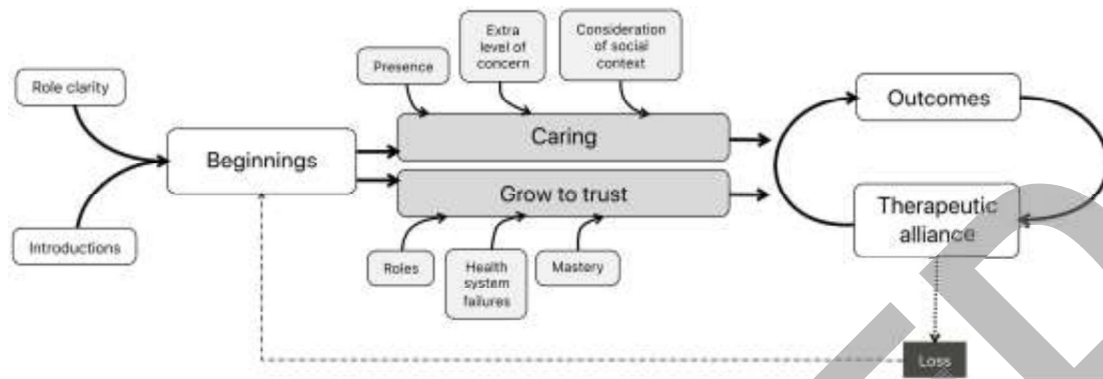 Role clarity
Introductions
Beginnings
Presence
Extra
level of
concern
Consideration
of social
context
Caring
Grow to trust
Roles
Health
system
failures
Mastery
Outcomes
Therapeutic
alliance
Loss